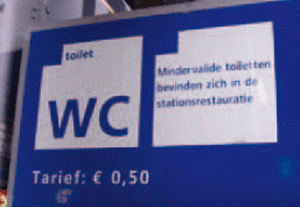 toilet
WC
Mindervalide toiletten
bevinden zich in de
stationsrestauratie
Tarief: € 0,50